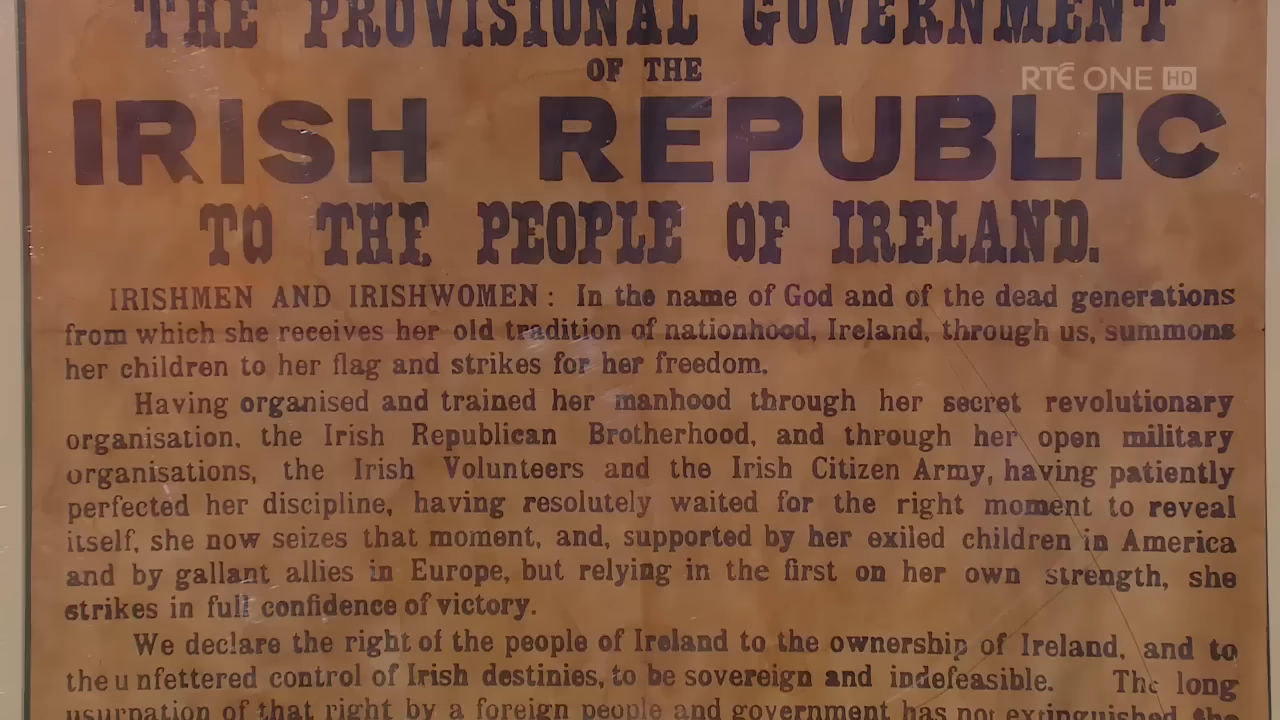 THE PROVISIONAL GOVERNMENT
OF THE
RTÉ ONE HD
IRISH REPUBLIC
TO THE PEOPLE OF IRELAND.
IRISHMEN AND IRISHWOMEN : In the name of God and of the dead generations
from which she receives her old tradition of nationhood, Ireland, through us, summons
her children to her flag and strikes for her freedom.
Having organised and trained her manhood through her secret revolutionary
organisation, the Irish Republican Brotherhood, and through her open military
organisations, the Irish Volunteers and the Irish Citizen Army, having patiently
perfected her discipline, having resolutely waited for the right moment to reveal
itself, she now seizes that moment, and, supported by her exiled children in America
and by gallant allies in Europe, but relying in the first on her own strength, she
strikes in full confidence of victory.
We declare the right of the people of Ireland to the ownership of Ireland, and to
the u nfettered control of Irish destinies, to be sovereign and indefeasible. The long
usurpation of that right by a foreign people and government has not extinguished the